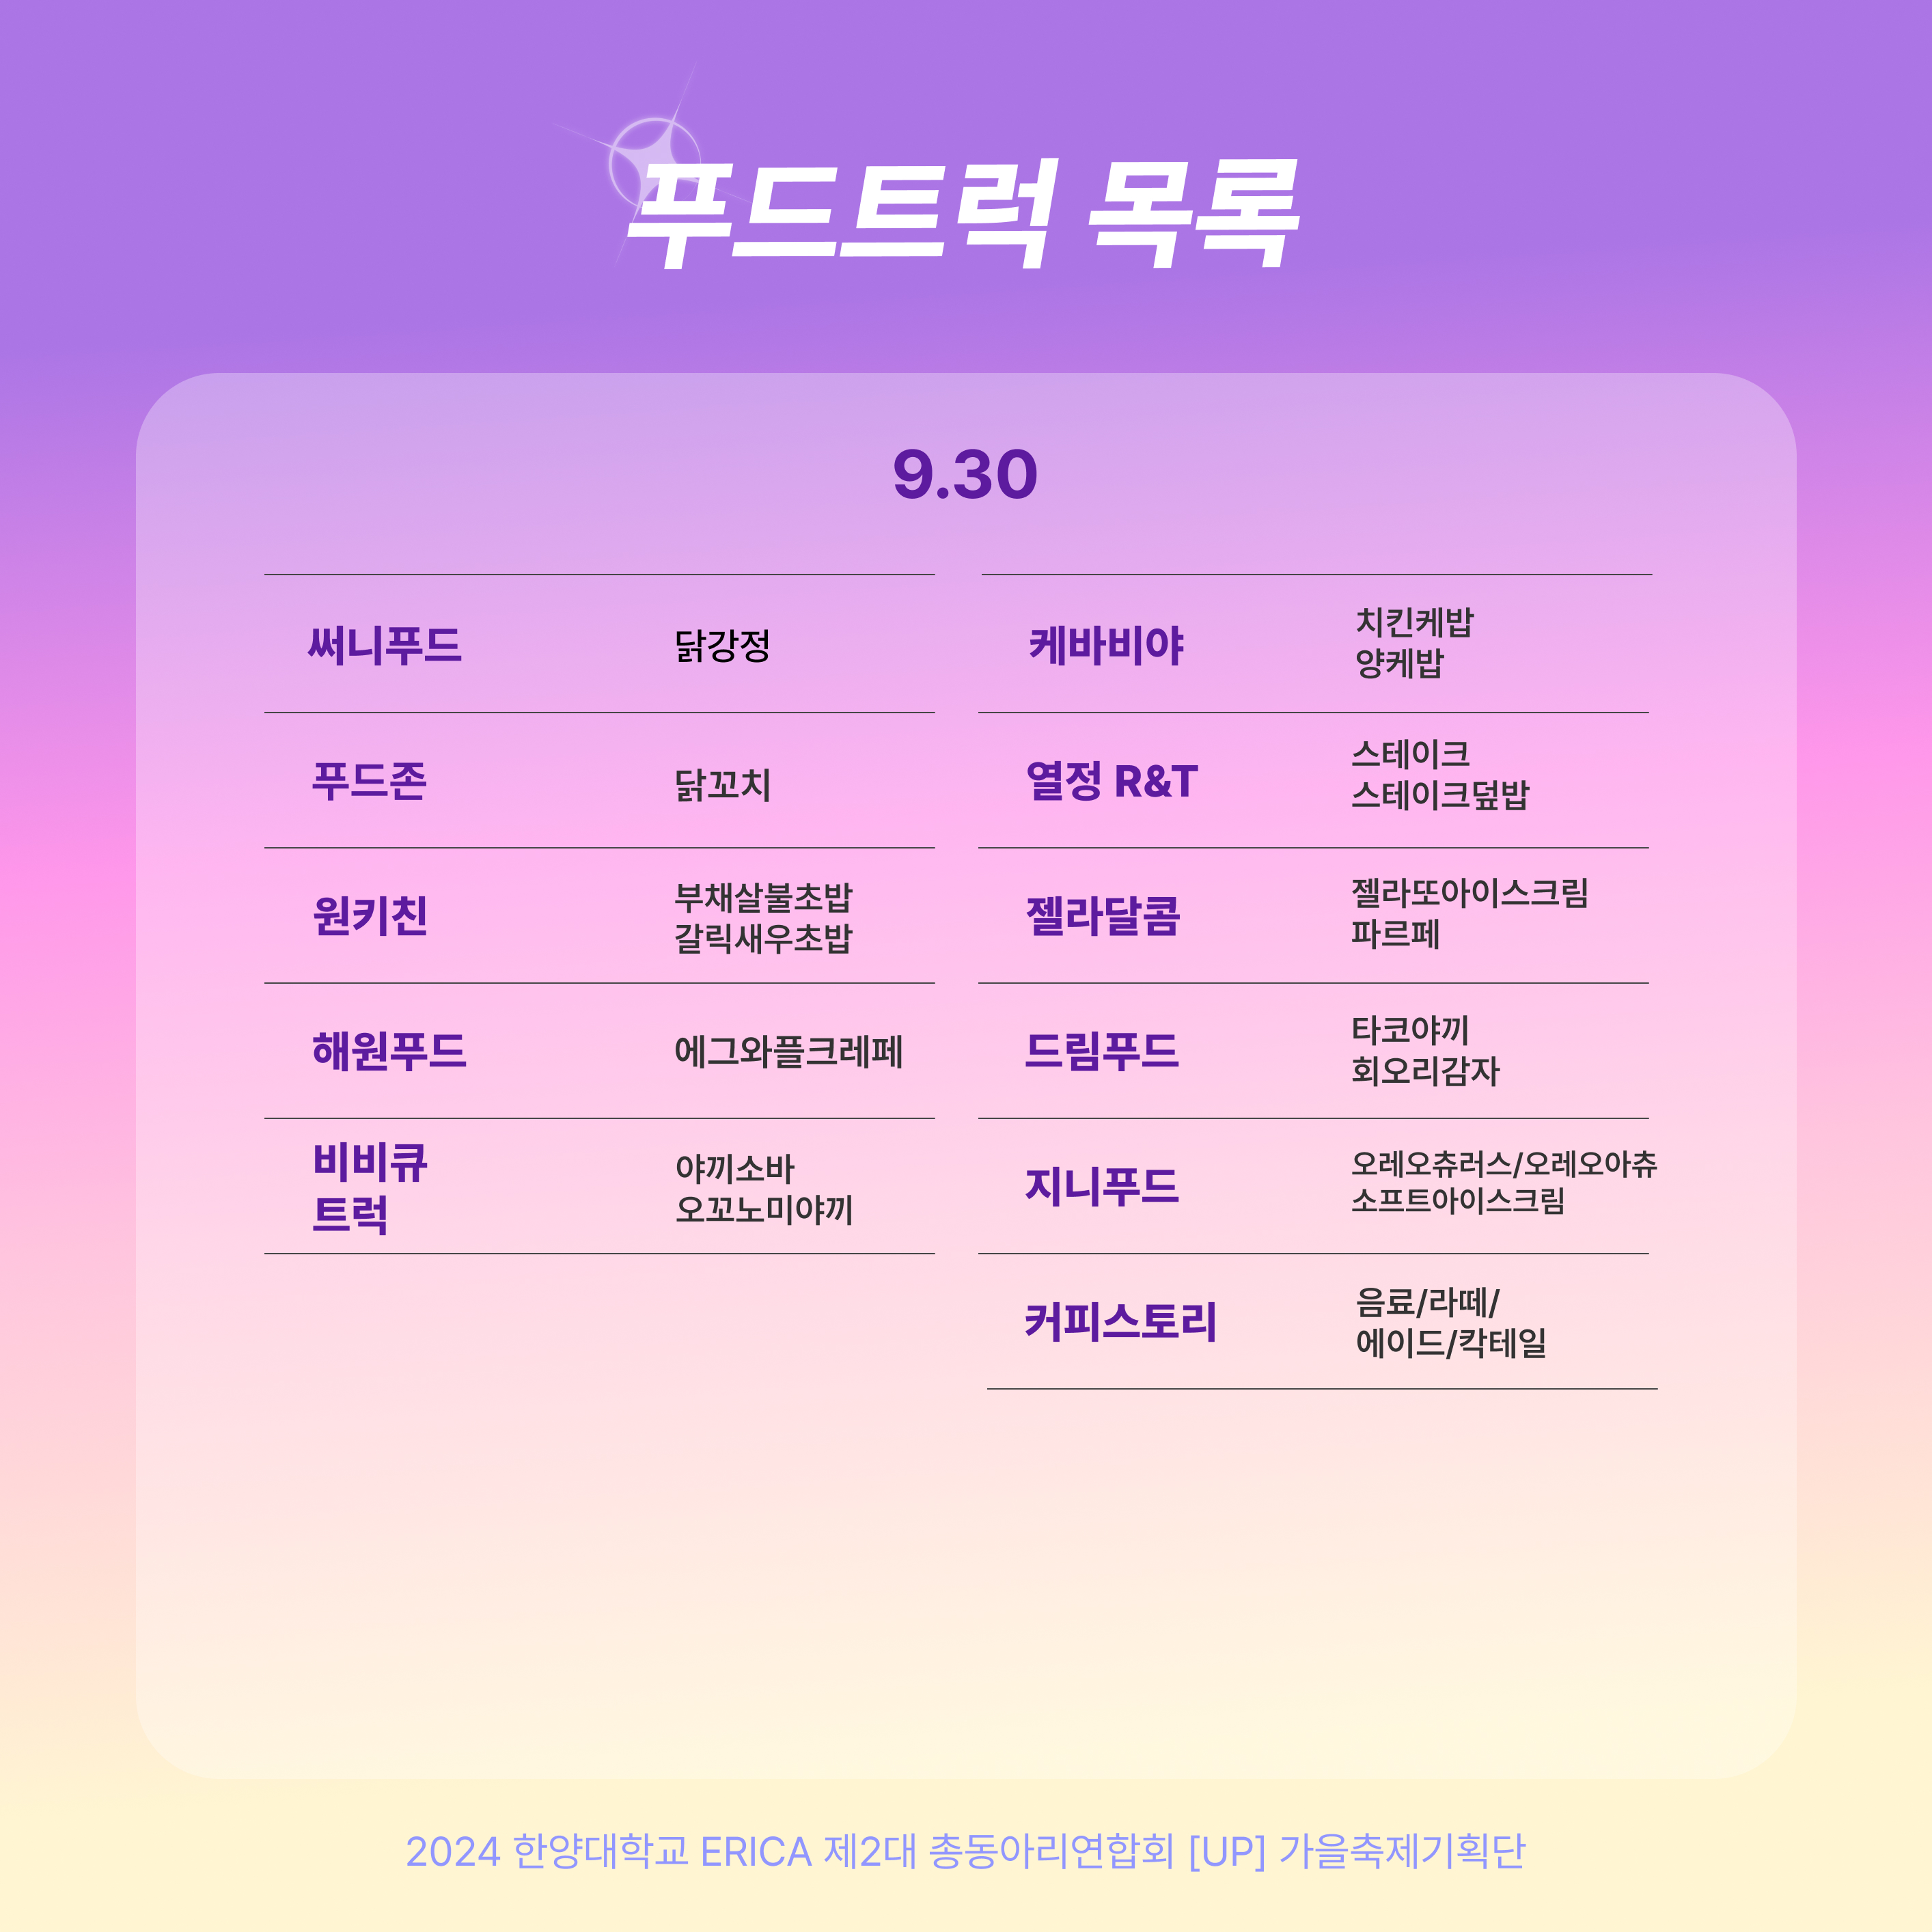 푸드트럭 목록
9.30
써니푸드
닭강정
푸드존
닭꼬치
원키친
부채살불초밥
갈릭새우초밥
해원푸드
에그와플크레페
비비큐
트럭
야끼소바
오꼬노미야끼
케바비야
치킨케밥
양케밥
열정 R&T
스테이크
스테이크덮밥
젤라달콤
젤라또아이스크림
파르페
드림푸드
타코야끼
회오리감자
지니푸드
오레오츄러스/오레오아츄
소프트아이스크림
커피스토리
음료/라떼/
에이드/칵테일
2024 한양대학교 ERICA 제2대 총동아리연합회 [UP] 가을축제기획단